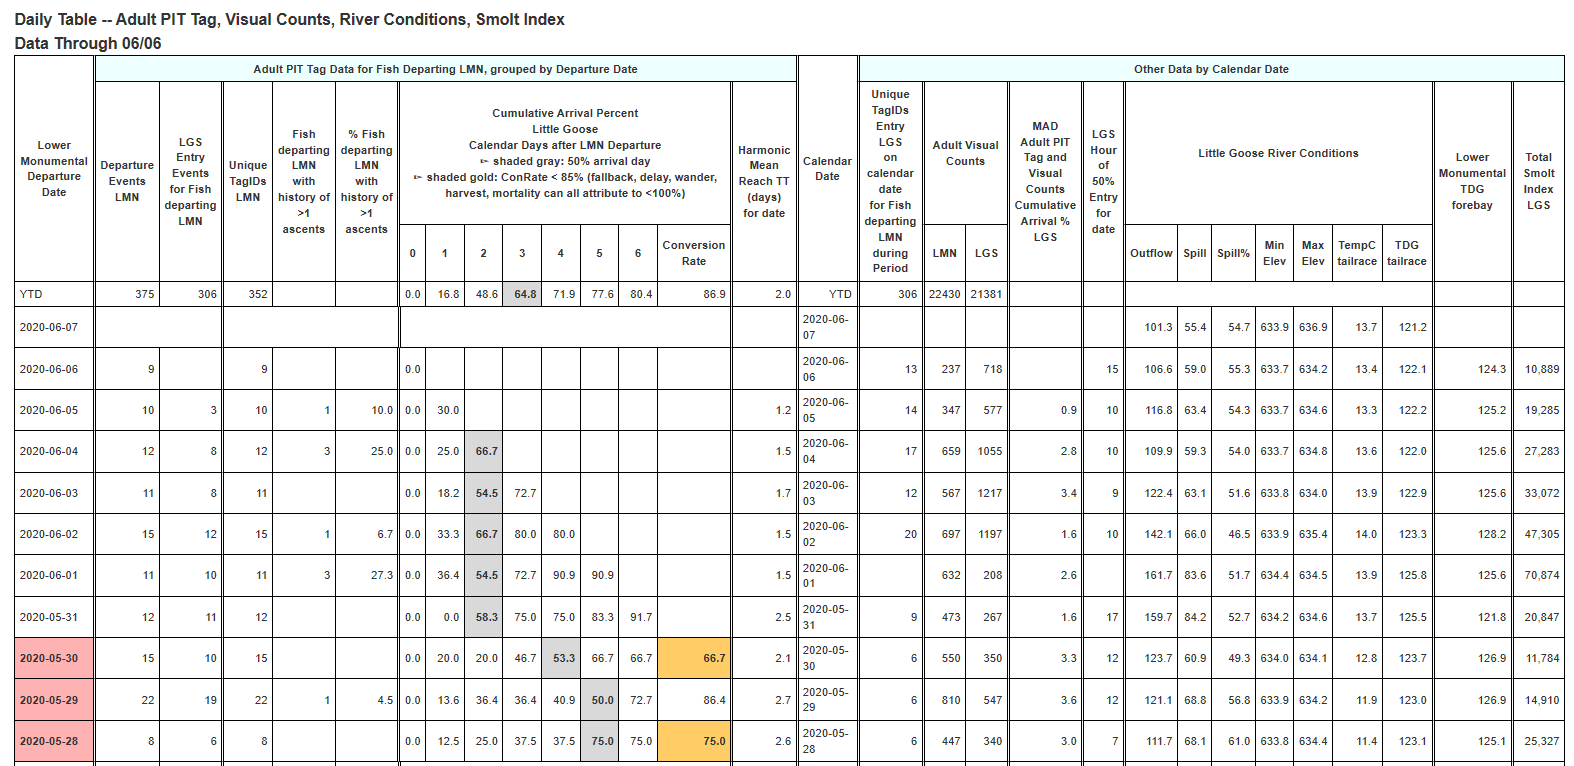 Daily Table -- Adult PIT Tag, Visual Counts, River Conditions, Smolt Index
Data Through 06/06
Adult PIT Tag Data for Fish Departing LMN, grouped by Departure Date
Other Data by Calendar Date
Lower
Monumental
Departure
Date
Departure
Events
LMN
LGS
Entry
Events
for Fish
departing
LMN
Unique
TagIDs
LMN
Fish
departing
LMN
with
history of
>1
ascents
% Fish
departing
LMN
with
history of
>1
ascents
Cumulative Arrival Percent
Little Goose
Calendar Days after LMN Departure
➳ shaded gray: 50% arrival day
➳ shaded gold: ConRate < 85% (fallback, delay, wander,
harvest, mortality can all attribute to <100%)
0 1 2 3 4 5 6 Conversion
Rate
Harmonic
Mean
Reach TT
(days)
for date
Calendar
Date
Unique
TagIDs
Entry
LGS
on
calendar
date
for Fish
departing
LMN
during
Period
Adult Visual
Counts
LMN LGS
MAD
Adult PIT
Tag and
Visual
Counts
Cumulative
Arrival %
LGS
LGS
Hour
of
50%
Entry
for
date
Little Goose River Conditions
Outflow Spill Spill% Min
Elev Max
Elev TempC
tailrace TDG
tailrace
Lower
Monumental
TDG
forebay
Total
Smolt
Index
LGS
YTD 375 306 352 0.0 16.8 48.6 64.8 71.9 77.6 80.4 86.9 2.0 YTD 306 22430 21381
2020-06-07 2020-06-
07 101.3 55.4 54.7 633.9 636.9 13.7 121.2
2020-06-06 9 9 0.0 2020-06-
06 13 237 718 15 106.6 59.0 55.3 633.7 634.2 13.4 122.1 124.3 10,889
2020-06-05 10 3 10 1 10.0 0.0 30.0 1.2 2020-06-
05 14 347 577 0.9 10 116.8 63.4 54.3 633.7 634.6 13.3 122.2 125.2 19,285
2020-06-04 12 8 12 3 25.0 0.0 25.0 66.7 1.5 2020-06-
04 17 659 1055 2.8 10 109.9 59.3 54.0 633.7 634.8 13.6 122.0 125.6 27,283
2020-06-03 11 8 11 0.0 18.2 54.5 72.7 1.7 2020-06-
03 12 567 1217 3.4 9 122.4 63.1 51.6 633.8 634.0 13.9 122.9 125.6 33,072
2020-06-02 15 12 15 1 6.7 0.0 33.3 66.7 80.0 80.0 1.5 2020-06-
02 20 697 1197 1.6 10 142.1 66.0 46.5 633.9 635.4 14.0 123.3 128.2 47,305
2020-06-01 11 10 11 3 27.3 0.0 36.4 54.5 72.7 90.9 90.9 1.5 2020-06-
01 632 208 2.6 161.7 83.6 51.7 634.4 634.5 13.9 125.8 125.6 70,874
2020-05-31 12 11 12 0.0 0.0 58.3 75.0 75.0 83.3 91.7 2.5 2020-05-
31 9 473 267 1.6 17 159.7 84.2 52.7 634.2 634.6 13.7 125.5 121.8 20,847
2020-05-30 15 10 15 0.0 20.0 20.0 46.7 53.3 66.7 66.7 66.7 2.1 2020-05-
30 6 550 350 3.3 12 123.7 60.9 49.3 634.0 634.1 12.8 123.7 126.9 11,784
2020-05-29 22 19 22 1 4.5 0.0 13.6 36.4 36.4 40.9 50.0 72.7 86.4 2.7 2020-05-
29 6 810 547 3.6 12 121.1 68.8 56.8 633.9 634.2 11.9 123.0 126.9 14,910
2020-05-28 8 6 8 0.0 12.5 25.0 37.5 37.5 75.0 75.0 75.0 2.6 2020-05-
28 6 447 340 3.0 7 111.7 68.1 61.0 633.8 634.4 11.4 123.1 125.1 25,327